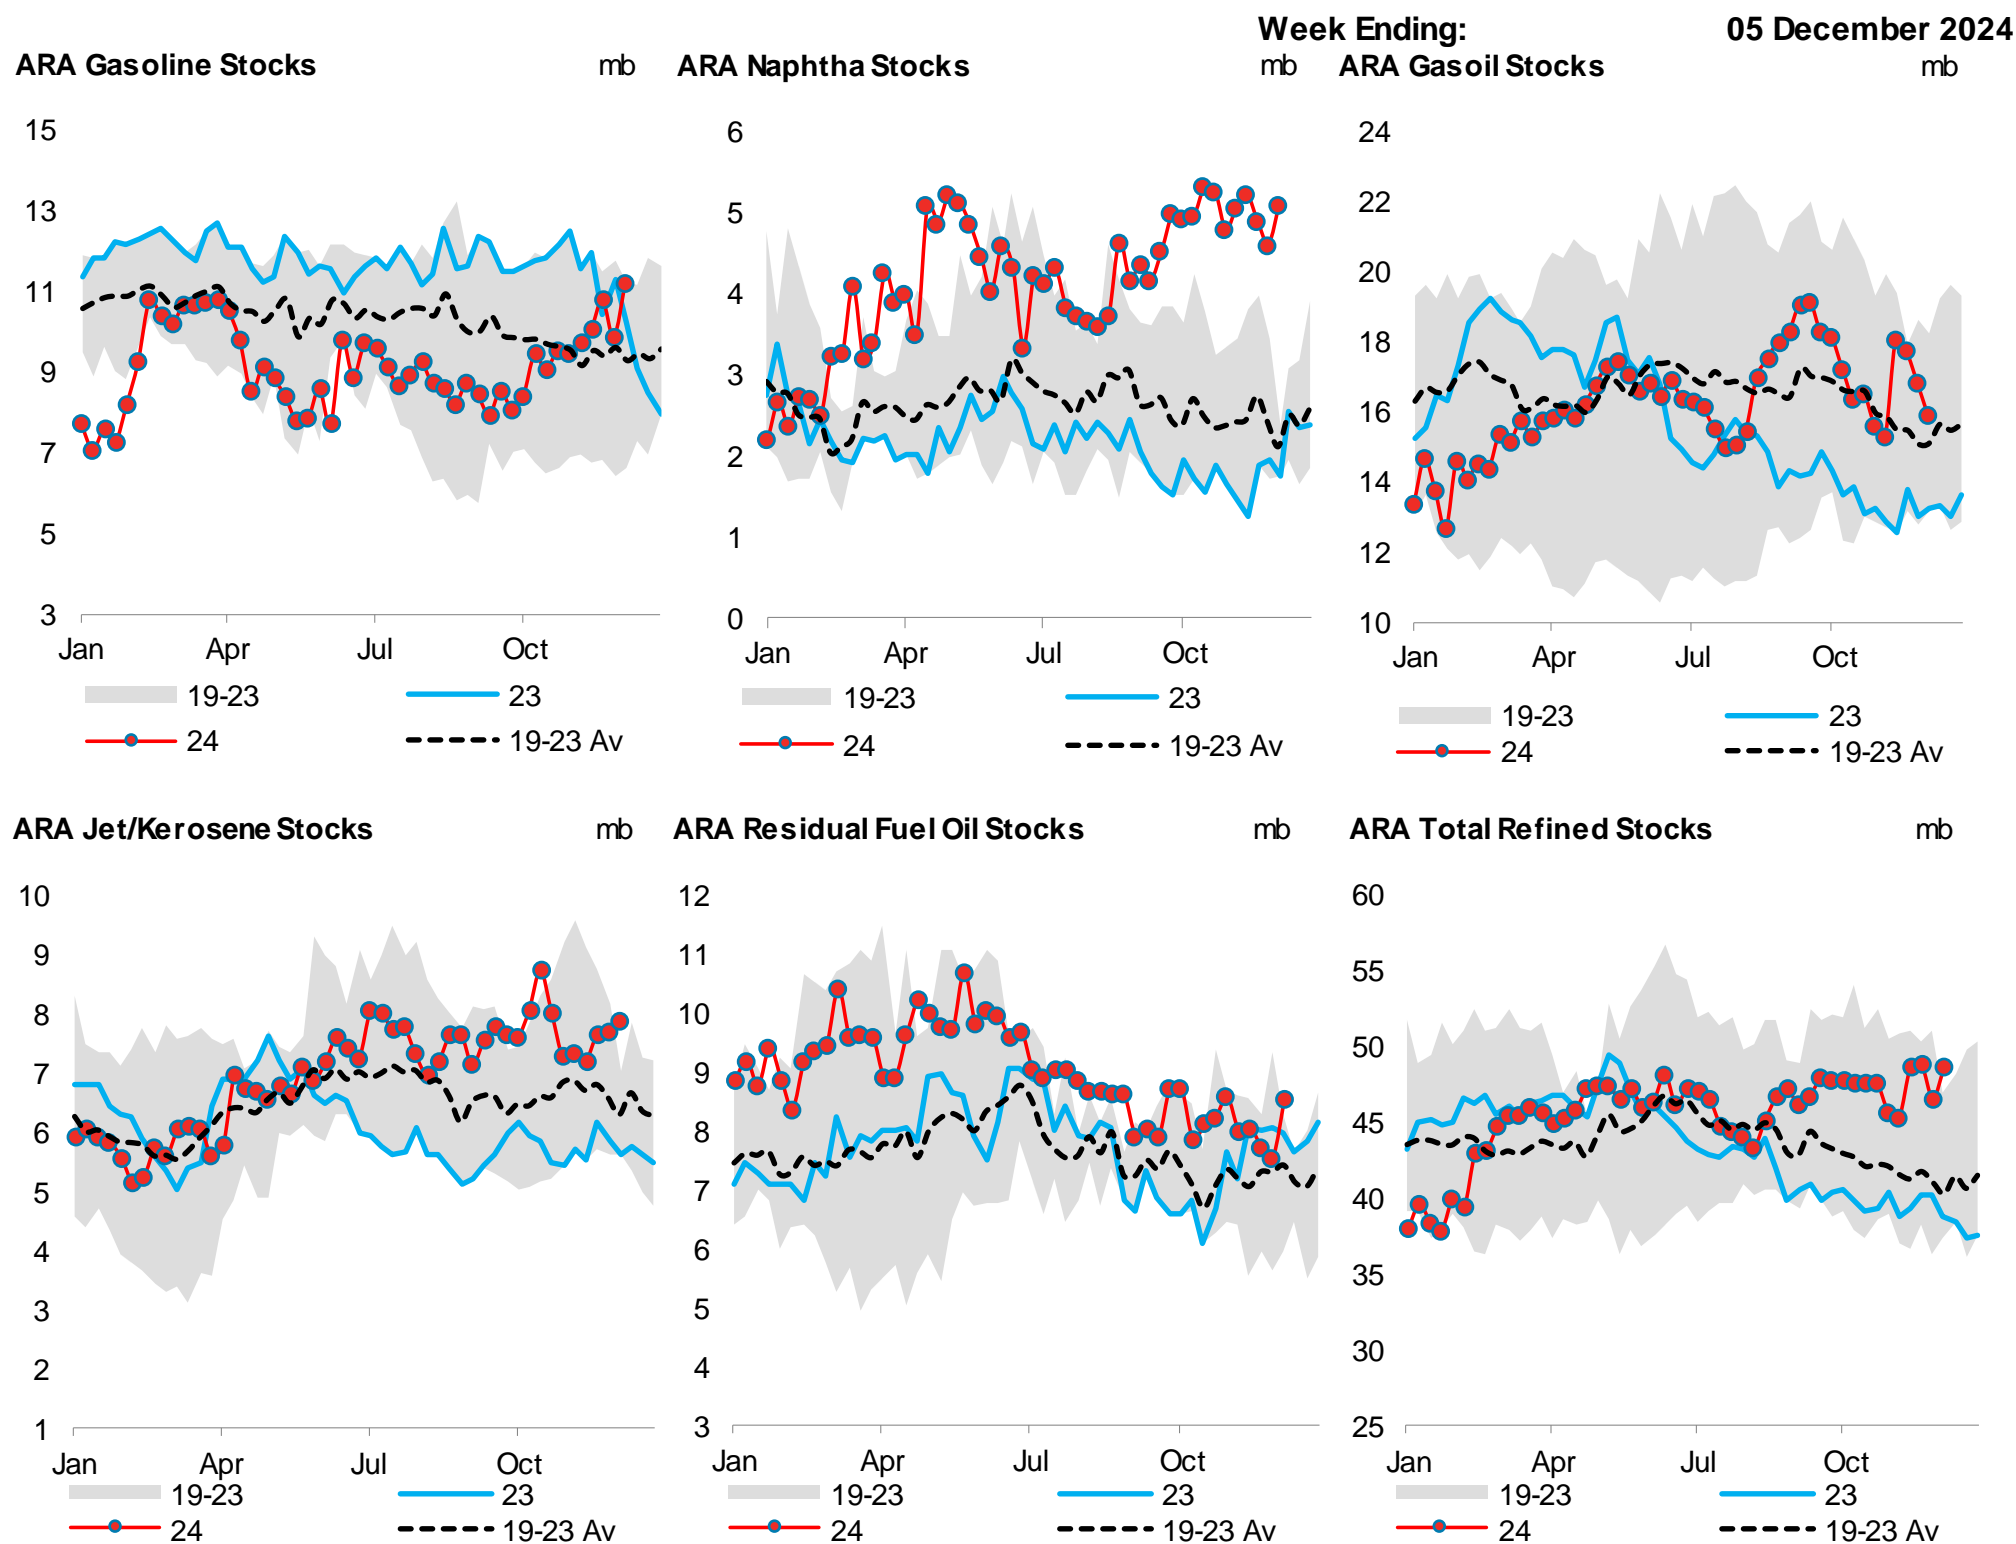 Week Ending: 05 December 2024
ARA Gasoline Stocks mb
15
13
11
9
7
5
3
Jan Apr Jul Oct
19-23 23
24 19-23 Av
ARA Naphtha Stocks mb
6
5
4
3
2
1
0
Jan Apr Jul Oct
19-23 23
24 19-23 Av
ARA Gasoil Stocks mb
24
22
20
18
16
14
12
10
Jan Apr Jul Oct
19-23 23
24 19-23 Av
ARA Jet/Kerosene Stocks mb
10
9
8
7
6
5
4
3
2
1
Jan Apr Jul Oct
19-23 23
24 19-23 Av
ARA Residual Fuel Oil Stocks mb
12
11
10
9
8
7
6
5
4
3
Jan Apr Jul Oct
19-23 23
24 19-23 Av
ARA Total Refined Stocks mb
60
55
50
45
40
35
30
25
Jan Apr Jul Oct
19-23 23
24 19-23 Av